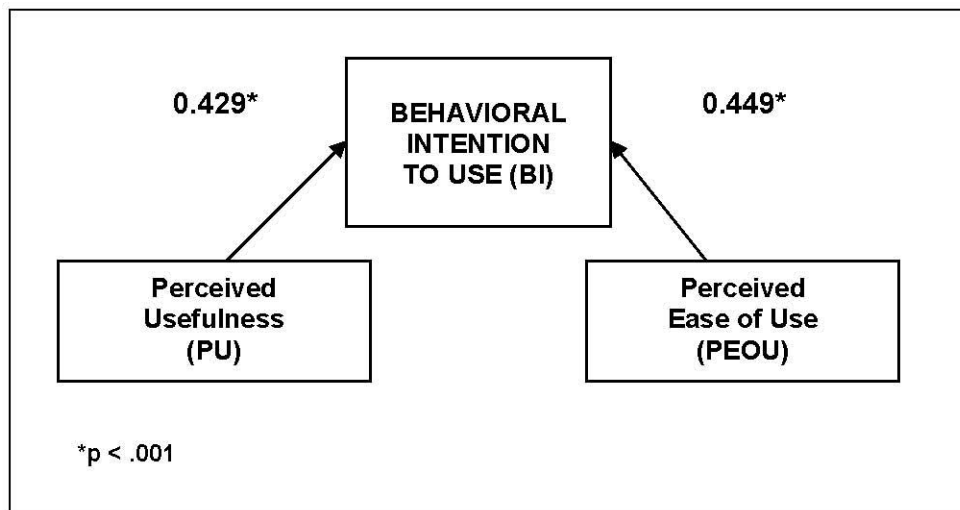 0.429*
BEHAVIORAL
INTENTION
TO USE (BI)
0.449*
Perceived
Usefulness
(PU)
Perceived
Ease of Use
(PEOU)
*p < .001